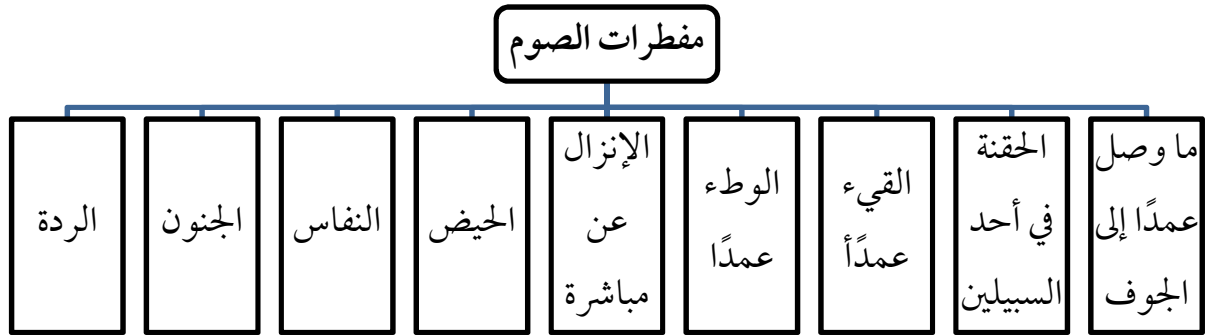 مفطرات الصوم
ما وصل
عمدًا إلى
الجوف
الحقنة
في أحد
السبيلين
القيء
عمدًأ
الوطء
عمدًا
الإنزال
عن
مباشرة
الحيض
النفاس
الجنون
الردة